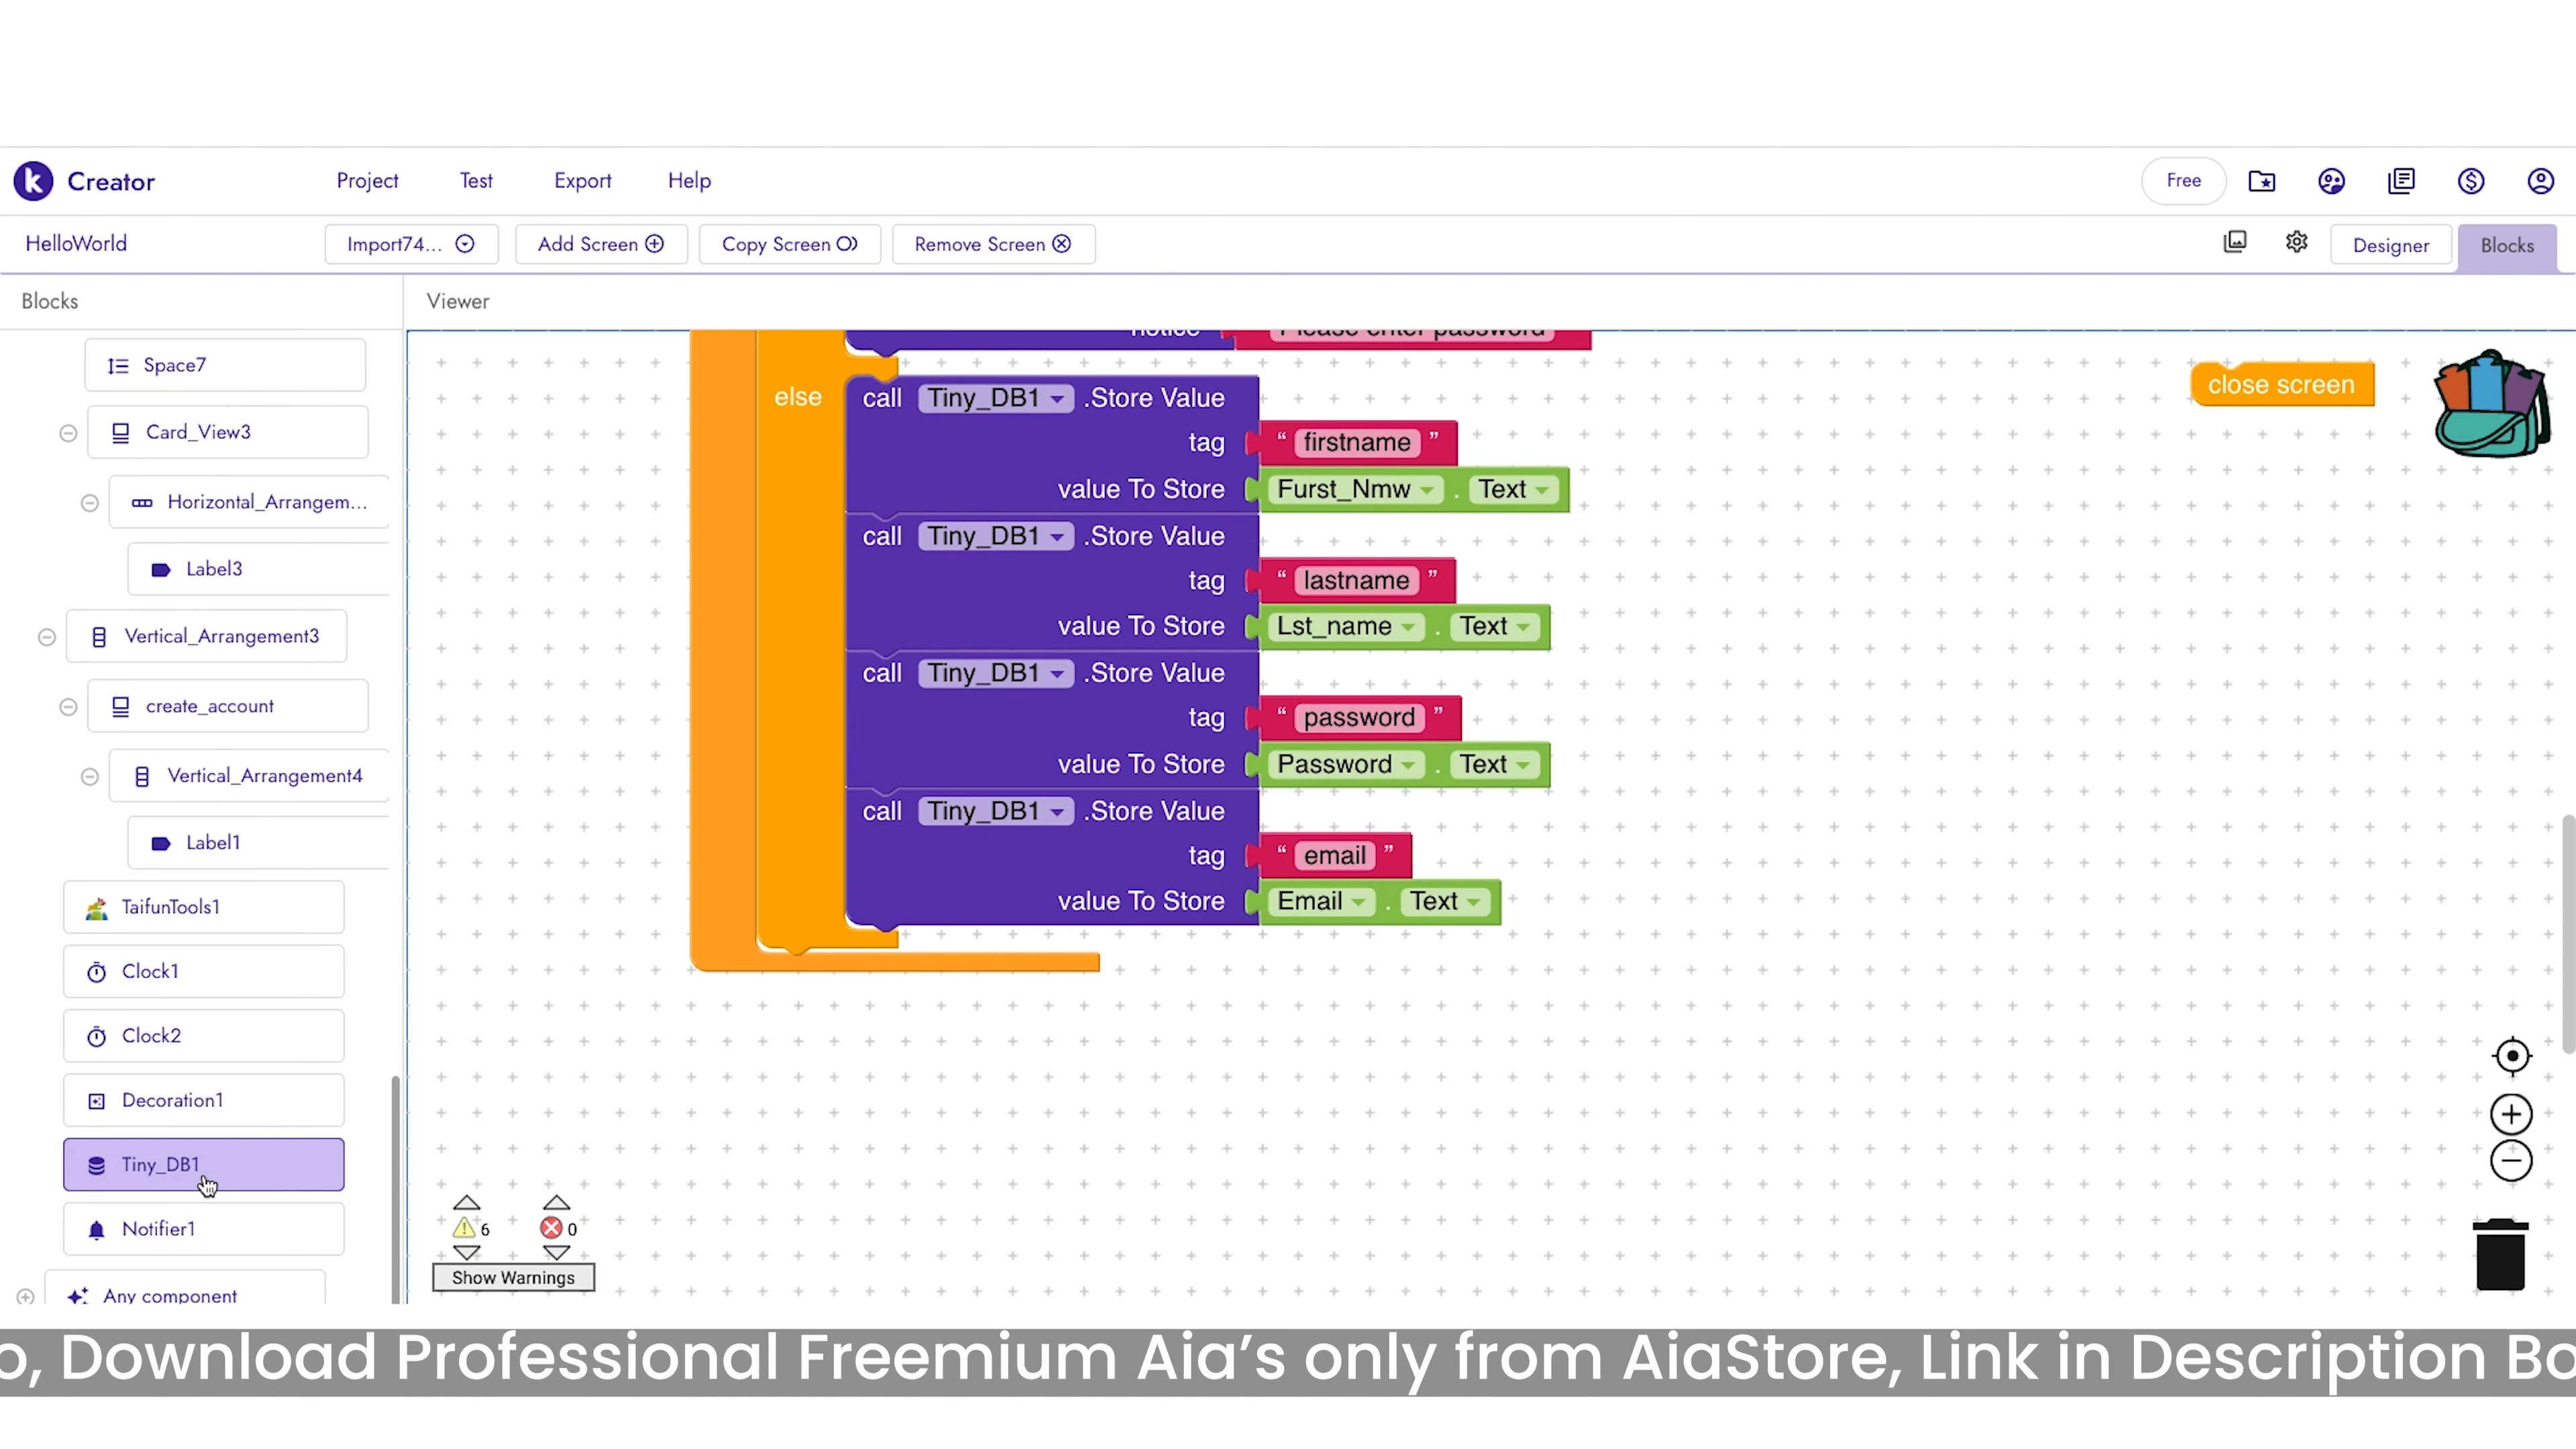 Creator
Project
Test
Export
Help
Free
HelloWorld
Import74...
Add Screen
Copy Screen
Remove Screen
Designer
Blocks
Blocks
Viewer
Space7
Card_View3
Horizontal_Arrangem...
Label3
Vertical_Arrangement3
create_account
Vertical_Arrangement4
Label1
TaifunTools1
Clock1
Clock2
Decoration1
Tiny_DB1
Notifier1
Any component
notice
Please enter password
else
call Tiny_DB1 .Store Value
tag “ firstname ”
value To Store Furst_Nmw . Text
call Tiny_DB1 .Store Value
tag “ lastname ”
value To Store Lst_name . Text
call Tiny_DB1 .Store Value
tag “ password ”
value To Store Password . Text
call Tiny_DB1 .Store Value
tag “ email ”
value To Store Email . Text
close screen
6
0
Show Warnings
o, Download Professional Freemium Aia’s only from AiaStore, Link in Description Bo